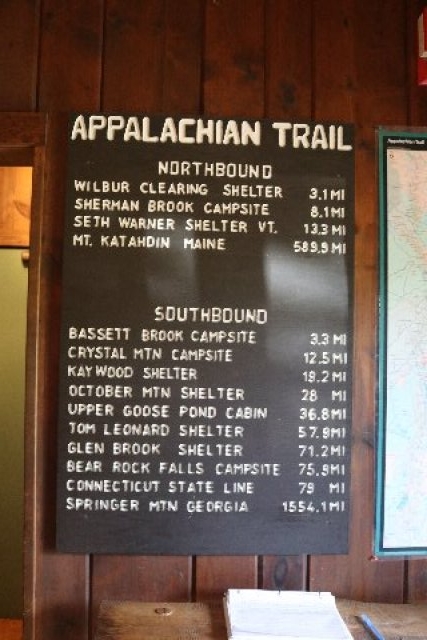 APPALACHIAN TRAIL
NORTHBOUND
WILBUR CLEARING SHELTER 3.1 MI
SHERMAN BROOK CAMPSITE 8.1 MI
SETH WARNER SHELTER VT. 13.3 MI
MT. KATAHDIN MAINE 589.9 MI
SOUTHBOUND
BASSETT BROOK CAMPSITE 3.3 MI
CRYSTAL MTN CAMPSITE 12.5 MI
KAY WOOD SHELTER 19.2 MI
OCTOBER MTN SHELTER 28 MI
UPPER GOOSE POND CABIN 36.8 MI
TOM LEONARD SHELTER 57.9 MI
GLEN BROOK SHELTER 71.2 MI
BEAR ROCK FALLS CAMPSITE 75.9 MI
CONNECTICUT STATE LINE 79 MI
SPRINGER MTN GEORGIA 1554.1 MI
Appalachian Trail